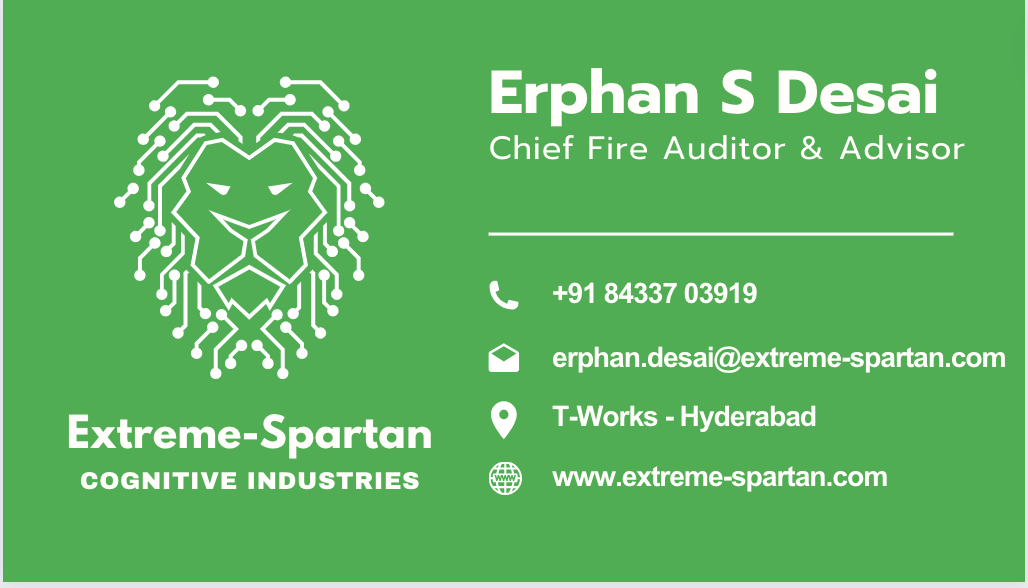 Erphan S Desai
Chief Fire Auditor & Advisor
+91 84337 03919
erphan.desai@extreme-spartan.com
T-Works - Hyderabad
www.extreme-spartan.com
WWW
Extreme-Spartan
COGNITIVE INDUSTRIES